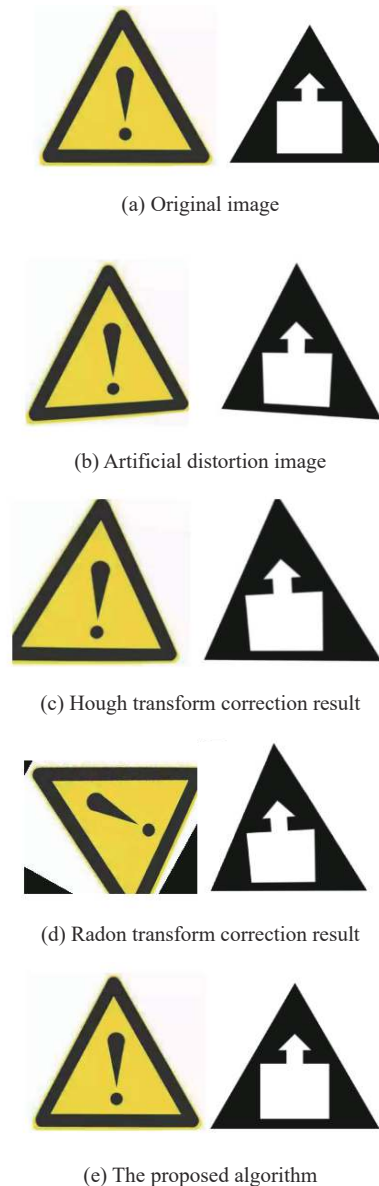 (a) Original image
(b) Artificial distortion image
(c) Hough transform correction result
(d) Radon transform correction result
(e) The proposed algorithm